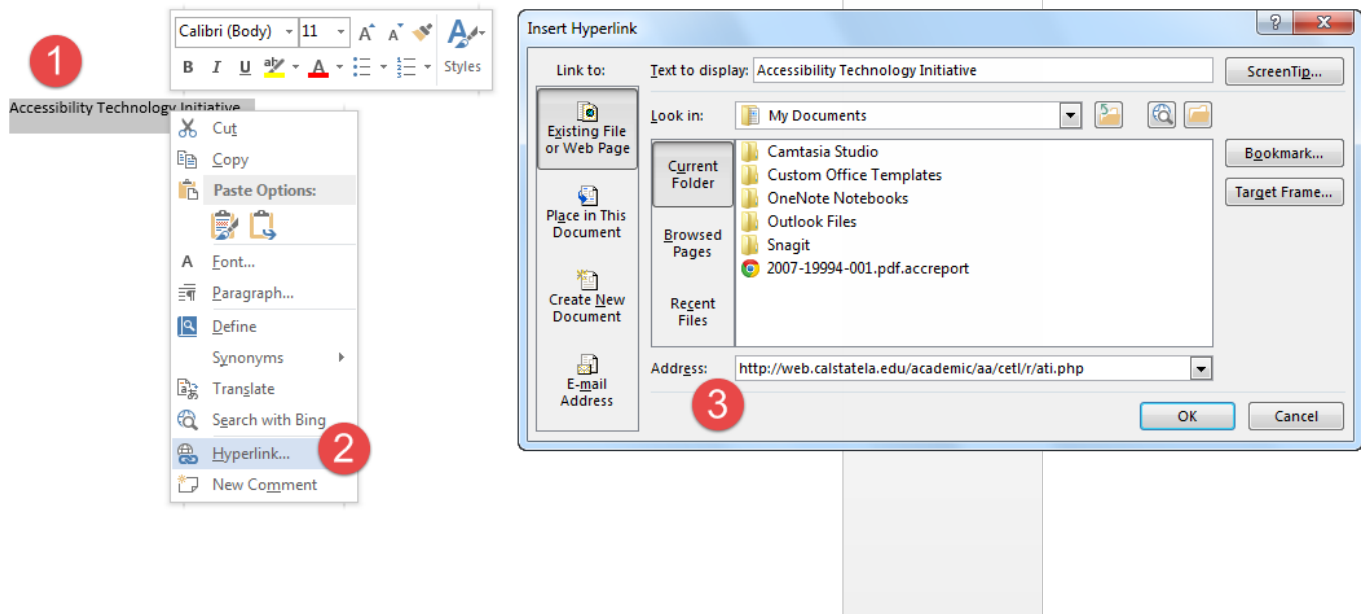 1
Calibri (Body) 11 A A A
B I U aby A Styles
Accessibility Technology Initiative
Cut
Copy
Paste Options:
A Font...
Paragraph...
Define
Synonyms
Translate
Search with Bing
Hyperlink...
2
New Comment
Insert Hyperlink
? X
Link to:
Existing File
or Web Page
Place in This
Document
Create New
Document
E-mail
Address
Text to display: Accessibility Technology Initiative
ScreenTip...
Look in: My Documents
Current
Folder
Browsed
Pages
Recent
Files
Camtasia Studio
Custom Office Templates
OneNote Notebooks
Outlook Files
Snagit
2007-19994-001.pdf.accreport
Bookmark...
Target Frame...
Address: http://web.calstatela.edu/academic/aa/cetl/r/ati.php
3
OK Cancel